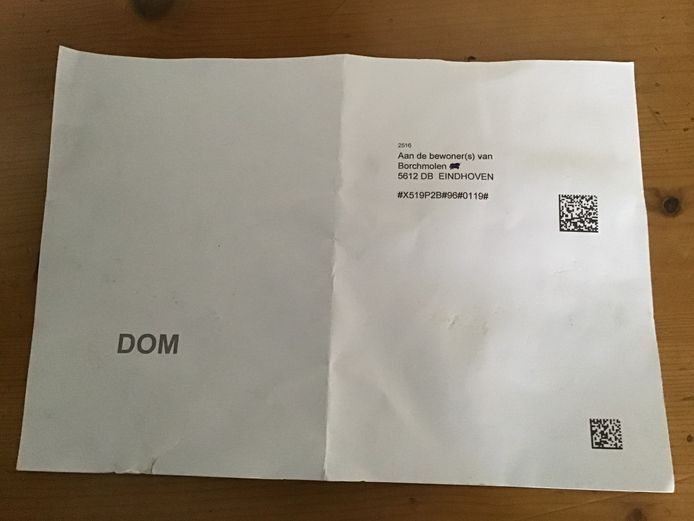 2516
Aan de bewoner(s) van
Borchmolen
5612 DB EINDHOVEN
#X519P2B#96#0119#
DOM